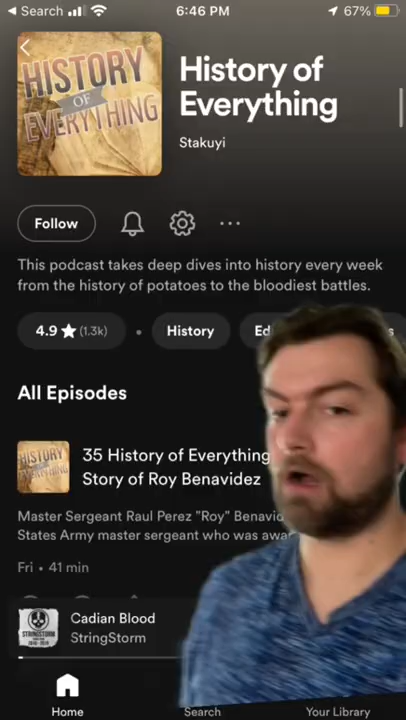 Search
6:46 PM
67%
HISTORY
OF
EVERYTHING
History of
Everything
Stakuyi
Follow
This podcast takes deep dives into history every week
from the history of potatoes to the bloodiest battles.
4.9 ★ (1.3k)
History
All Episodes
HISTORY
OF
EVERYTHING
35 History of Everything
Story of Roy Benavidez
Master Sergeant Raul Perez "Roy"
States Army master sergeant who was
Fri • 41 min
STRINGSTORM
Cadian Blood
StringStorm
Home
Search
Your Library